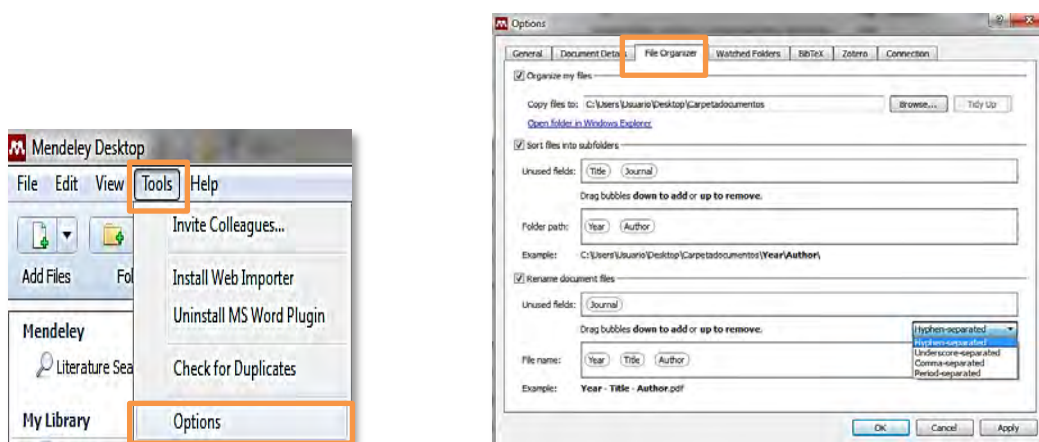 Mendeley Desktop
File Edit View Tools Help
Invite Colleagues...
Add Files Fol
Install Web Importer
Uninstall MS Word Plugin
Mendeley
Literature Sea
Check for Duplicates
My Library
Options
Options
General Document Details File Organizer Watched Folders BibTeX Zotero Connection
Organize my files
Copy files to: C:\Users\Usuario\Desktop\Carpetadocumentos Browse... Tidy Up
Open folder in Windows Explorer
Sort files into subfolders
Unused fields: Title Journal
Drag bubbles down to add or up to remove.
Folder path: Year Author
Example: C:\Users\Usuario\Desktop\Carpetadocumentos\Year\Author\
Rename document files
Unused fields: Journal
Drag bubbles down to add or up to remove. Hyphen-separated
Hyphen-separated
Underscore-separated
Comma-separated
Period-separated
File name: Year Title Author
Example: Year - Title - Author.pdf
OK Cancel Apply